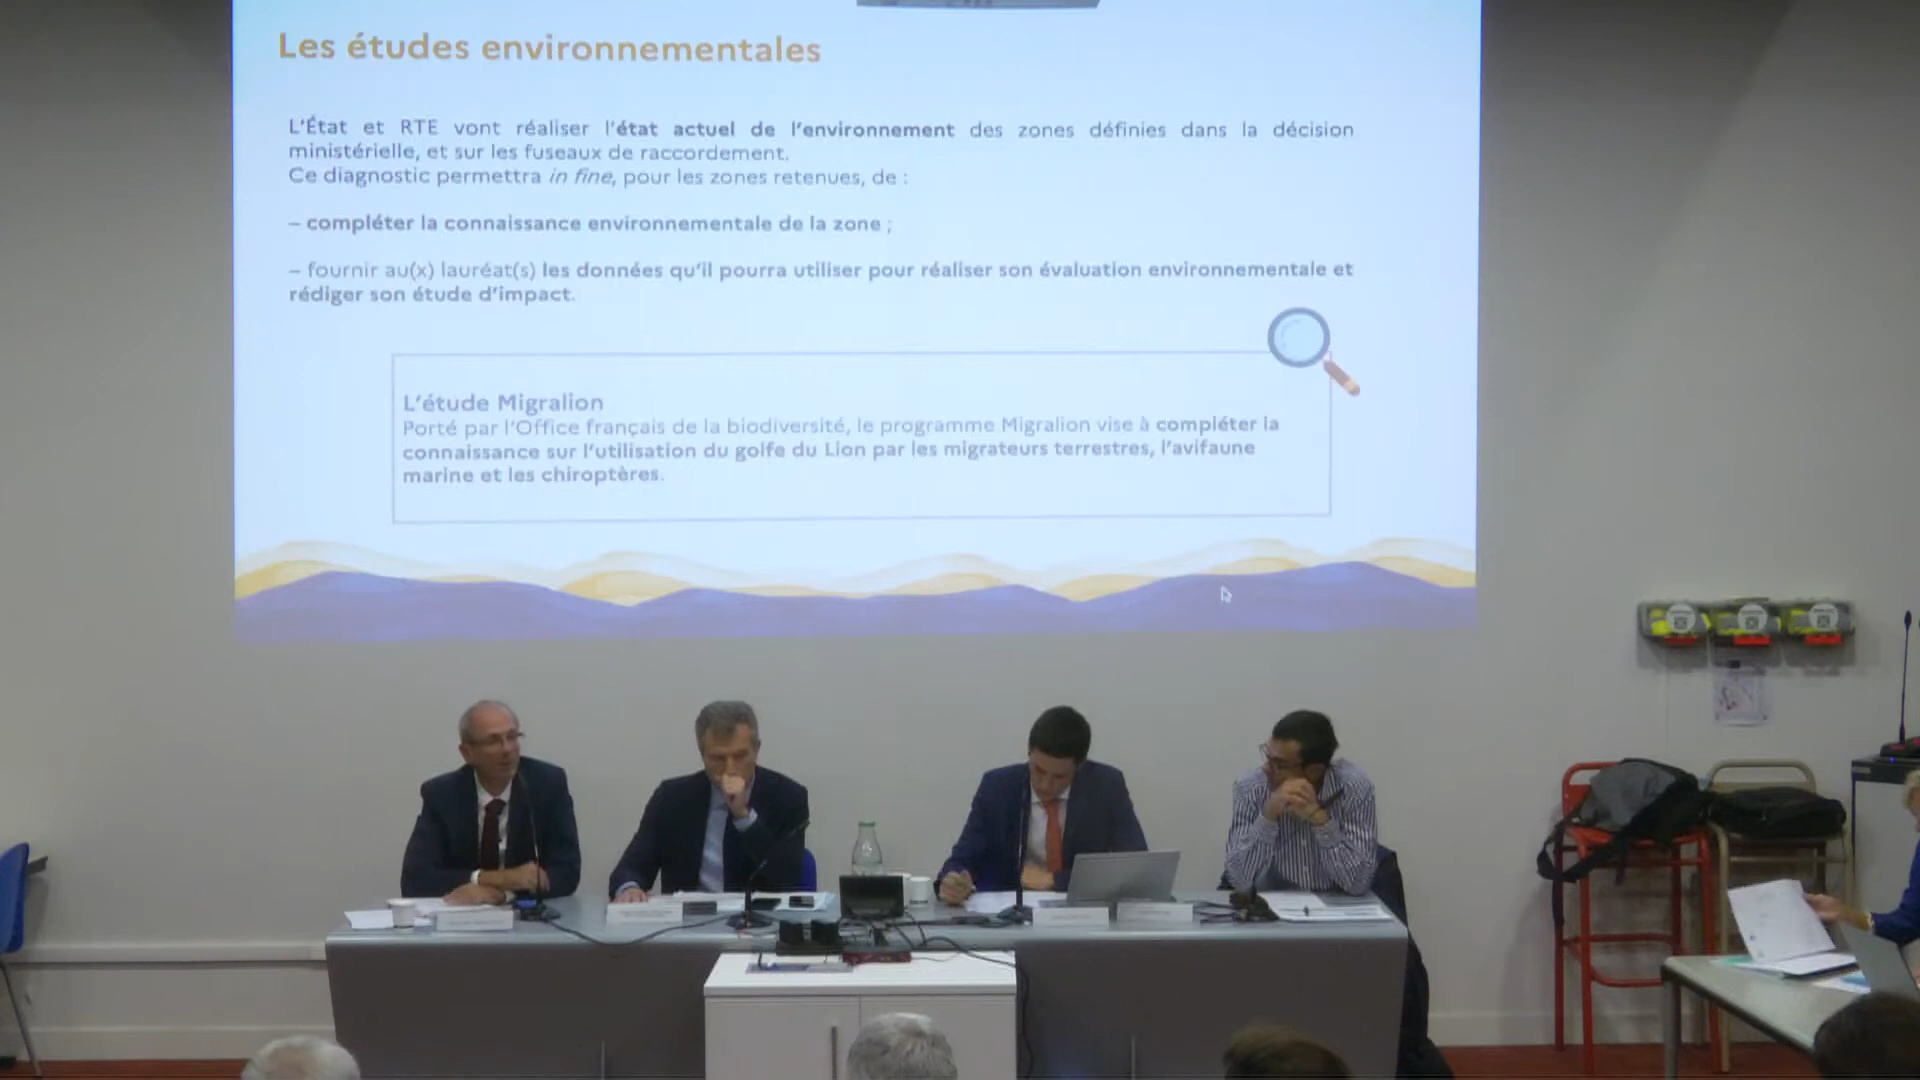 Les études environnementales
L'État et RTE vont réaliser l'état actuel de l'environnement des zones définies dans la décision
ministérielle, et sur les fuseaux de raccordement.
Ce diagnostic permettra in fine, pour les zones retenues, de :
– compléter la connaissance environnementale de la zone ;
– fournir au(x) lauréat(s) les données qu'il pourra utiliser pour réaliser son évaluation environnementale et
rédiger son étude d'impact.
L'étude Migralion
Porté par l'Office français de la biodiversité, le programme Migralion vise à compléter la
connaissance sur l'utilisation du golfe du Lion par les migrateurs terrestres, l'avifaune
marine et les chiroptères.